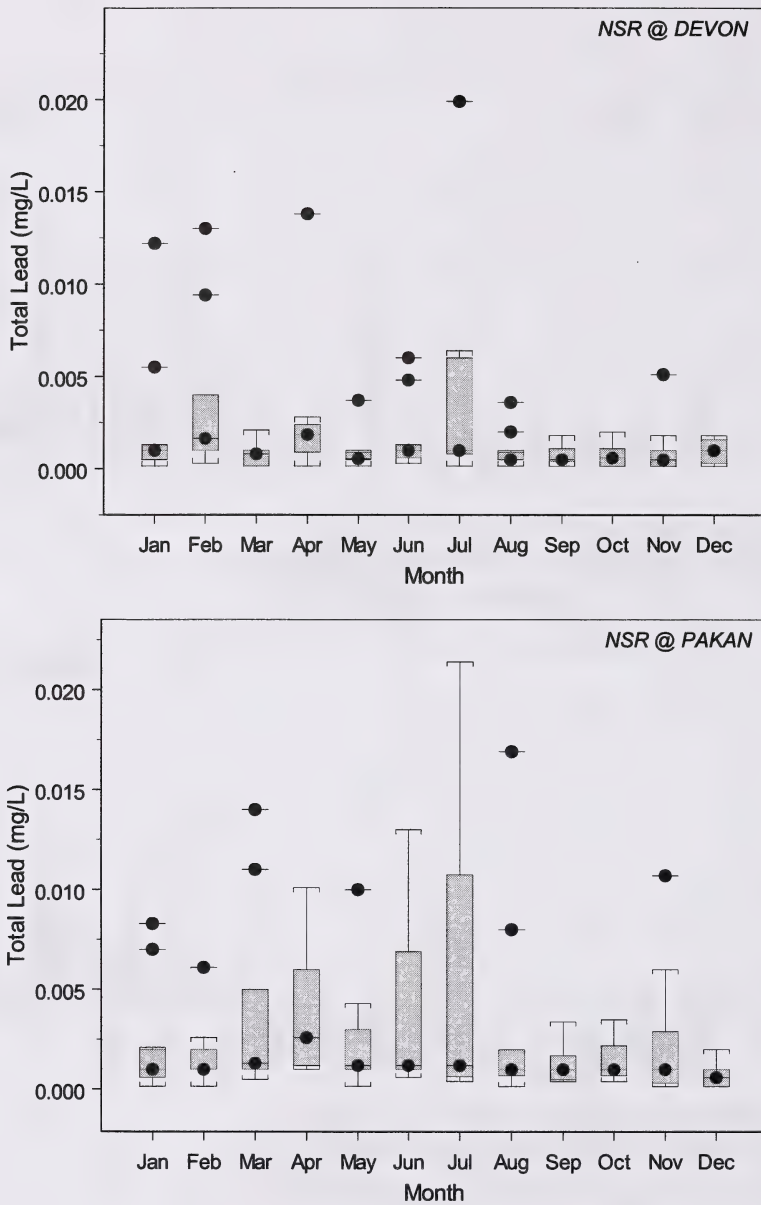 NSR @ DEVON
0.020
0.015
0.010
0.005
0.000
Total Lead (mg/L)
Jan Feb Mar Apr May Jun Jul Aug Sep Oct Nov Dec
Month
NSR @ PAKAN
0.020
0.015
0.010
0.005
0.000
Total Lead (mg/L)
Jan Feb Mar Apr May Jun Jul Aug Sep Oct Nov Dec
Month